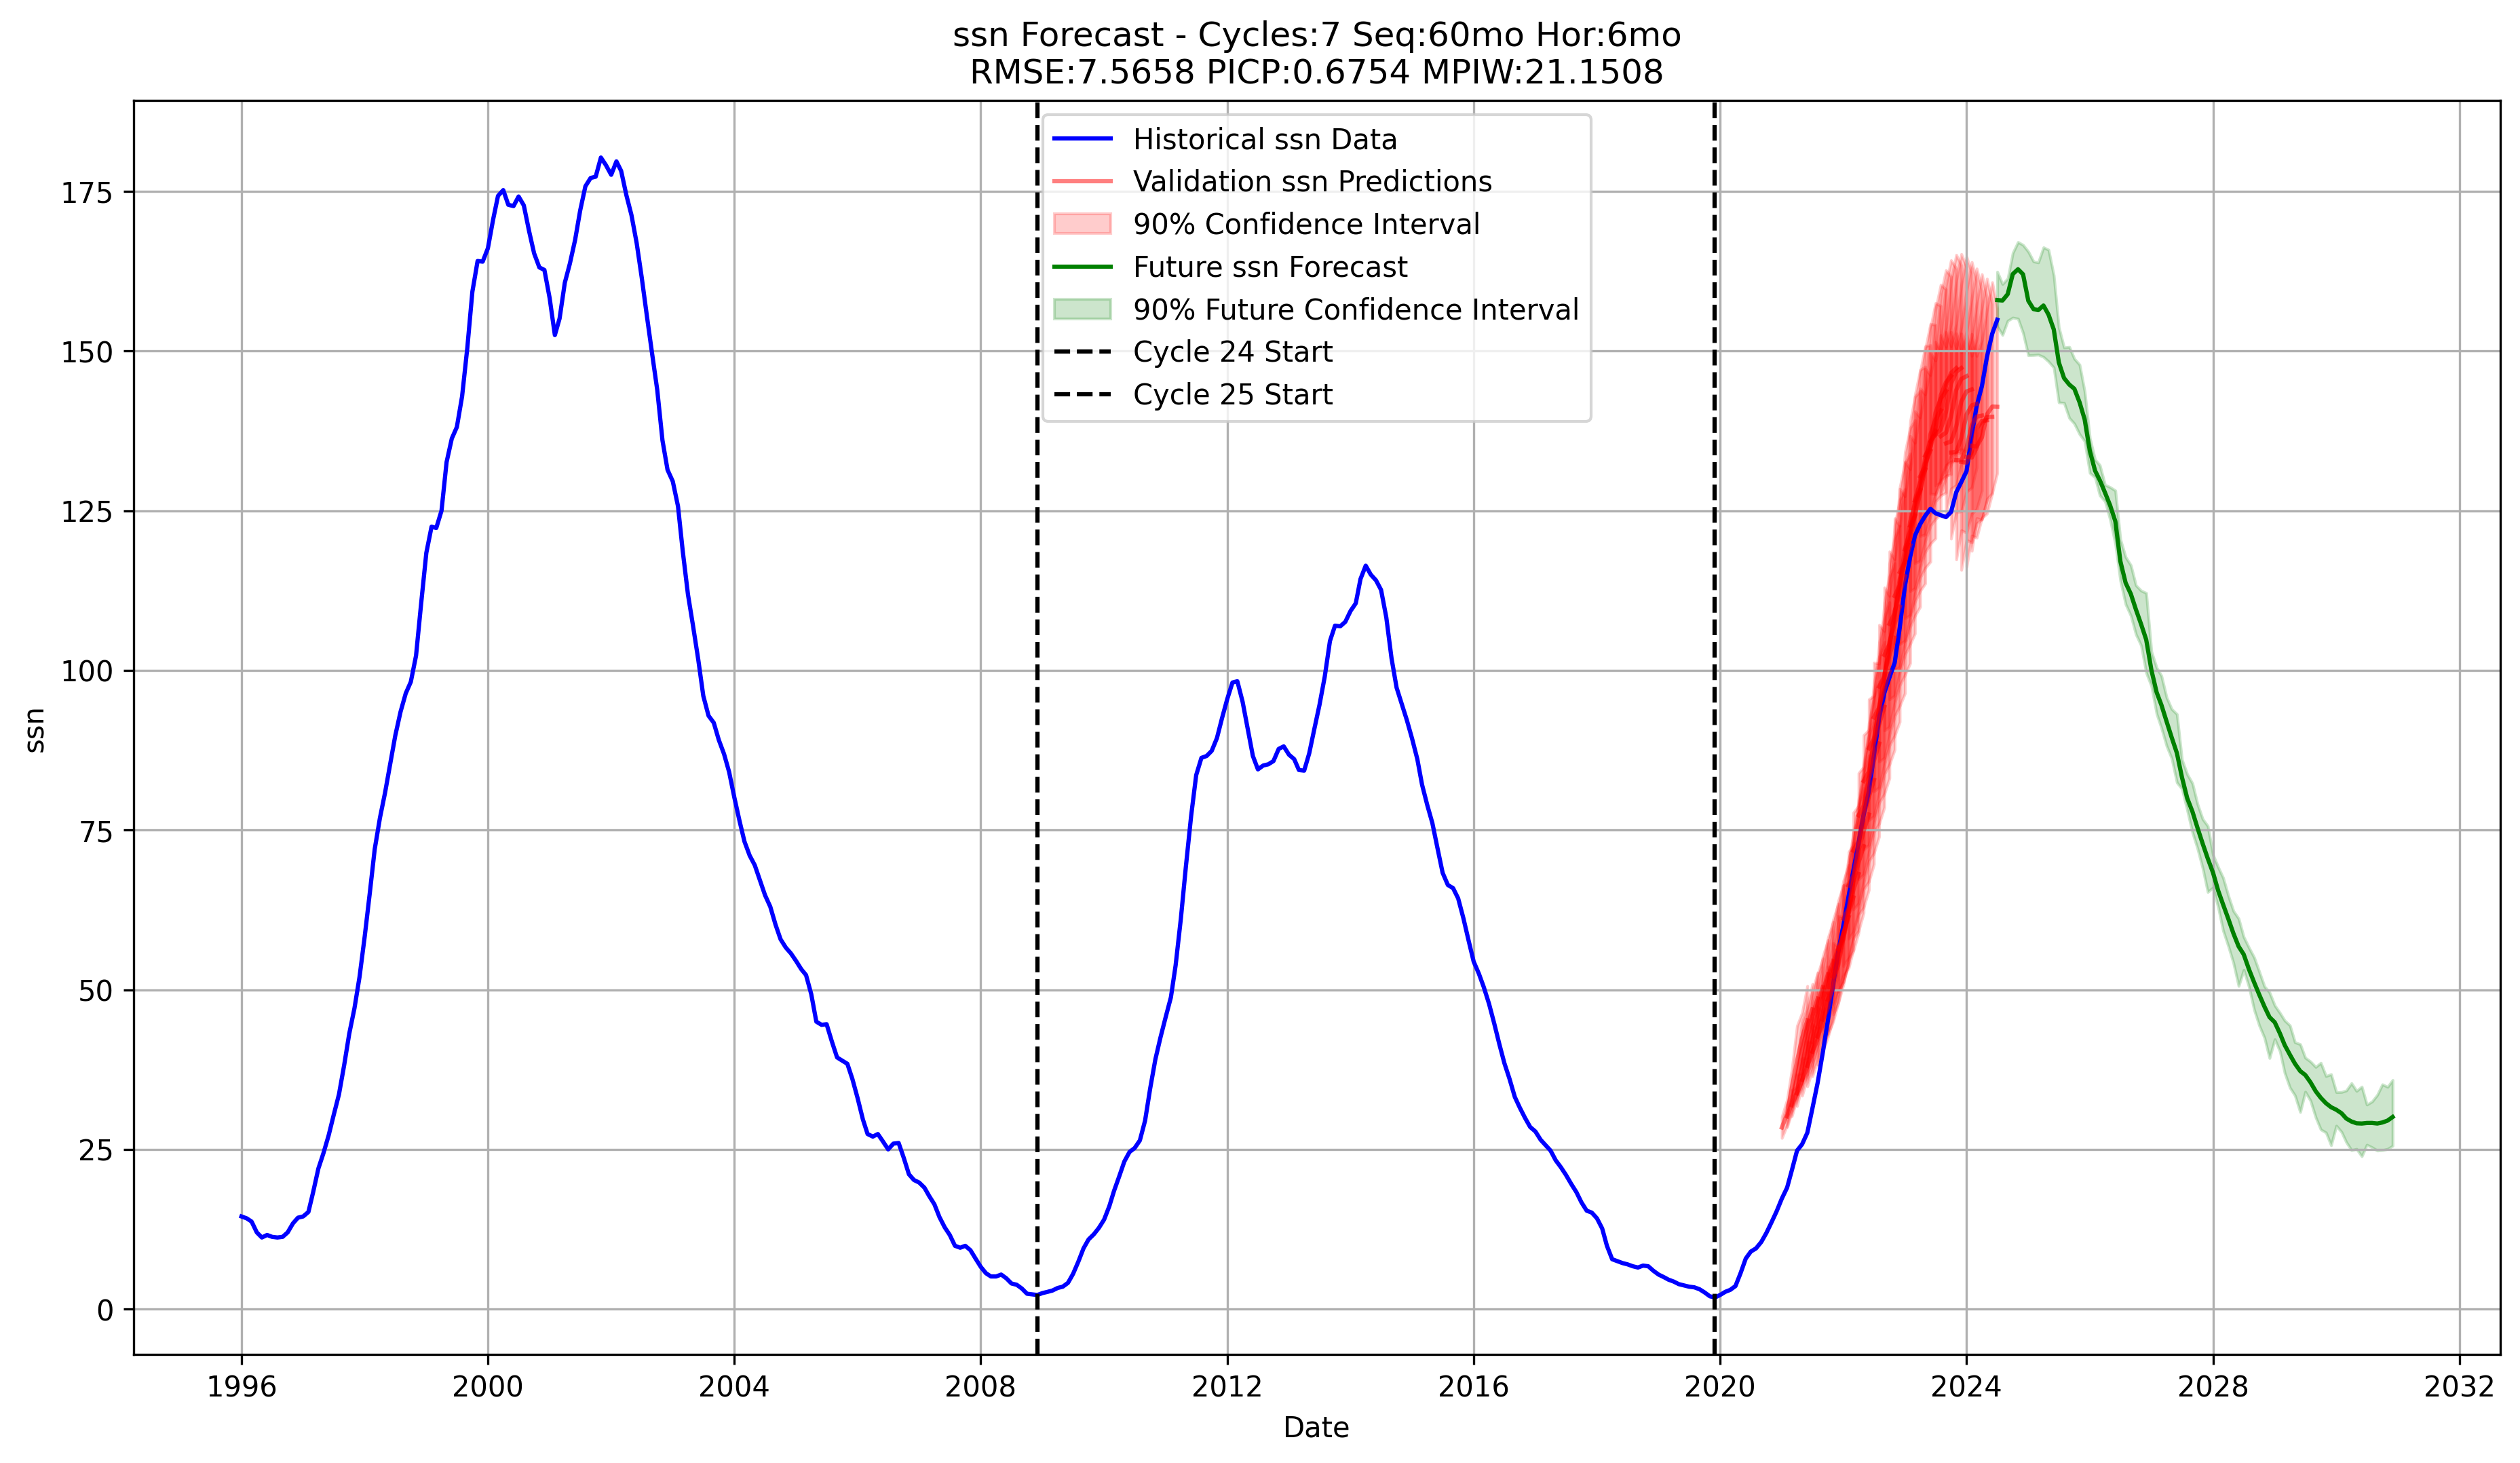 ssn Forecast - Cycles:7 Seq:60mo Hor:6mo
RMSE:7.5658 PICP:0.6754 MPIW:21.1508
Historical ssn Data
Validation ssn Predictions
90% Confidence Interval
Future ssn Forecast
90% Future Confidence Interval
Cycle 24 Start
Cycle 25 Start
175
150
125
100
75
50
25
0
ssn
1996 2000 2004 2008 2012 2016 2020 2024 2028 2032
Date